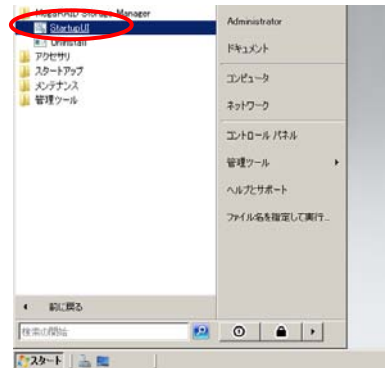 MegaRAID Storage Manager
StartupUI
Uninstall
アクセサリ
スタートアップ
メンテナンス
管理ツール
前に戻る
検索の開始
Administrator
ドキュメント
コンピュータ
ネットワーク
コントロール パネル
管理ツール
ヘルプとサポート
ファイル名を指定して実行...
スタート